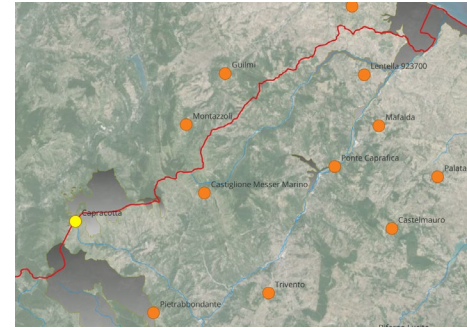 Guilmi
Lentella 923700
Montazzoli
Mafalda
Ponte Caprafica
Palata
Castiglione Messer Marino
Capracotta
Castelmauro
Trivento
Pietrabbondante